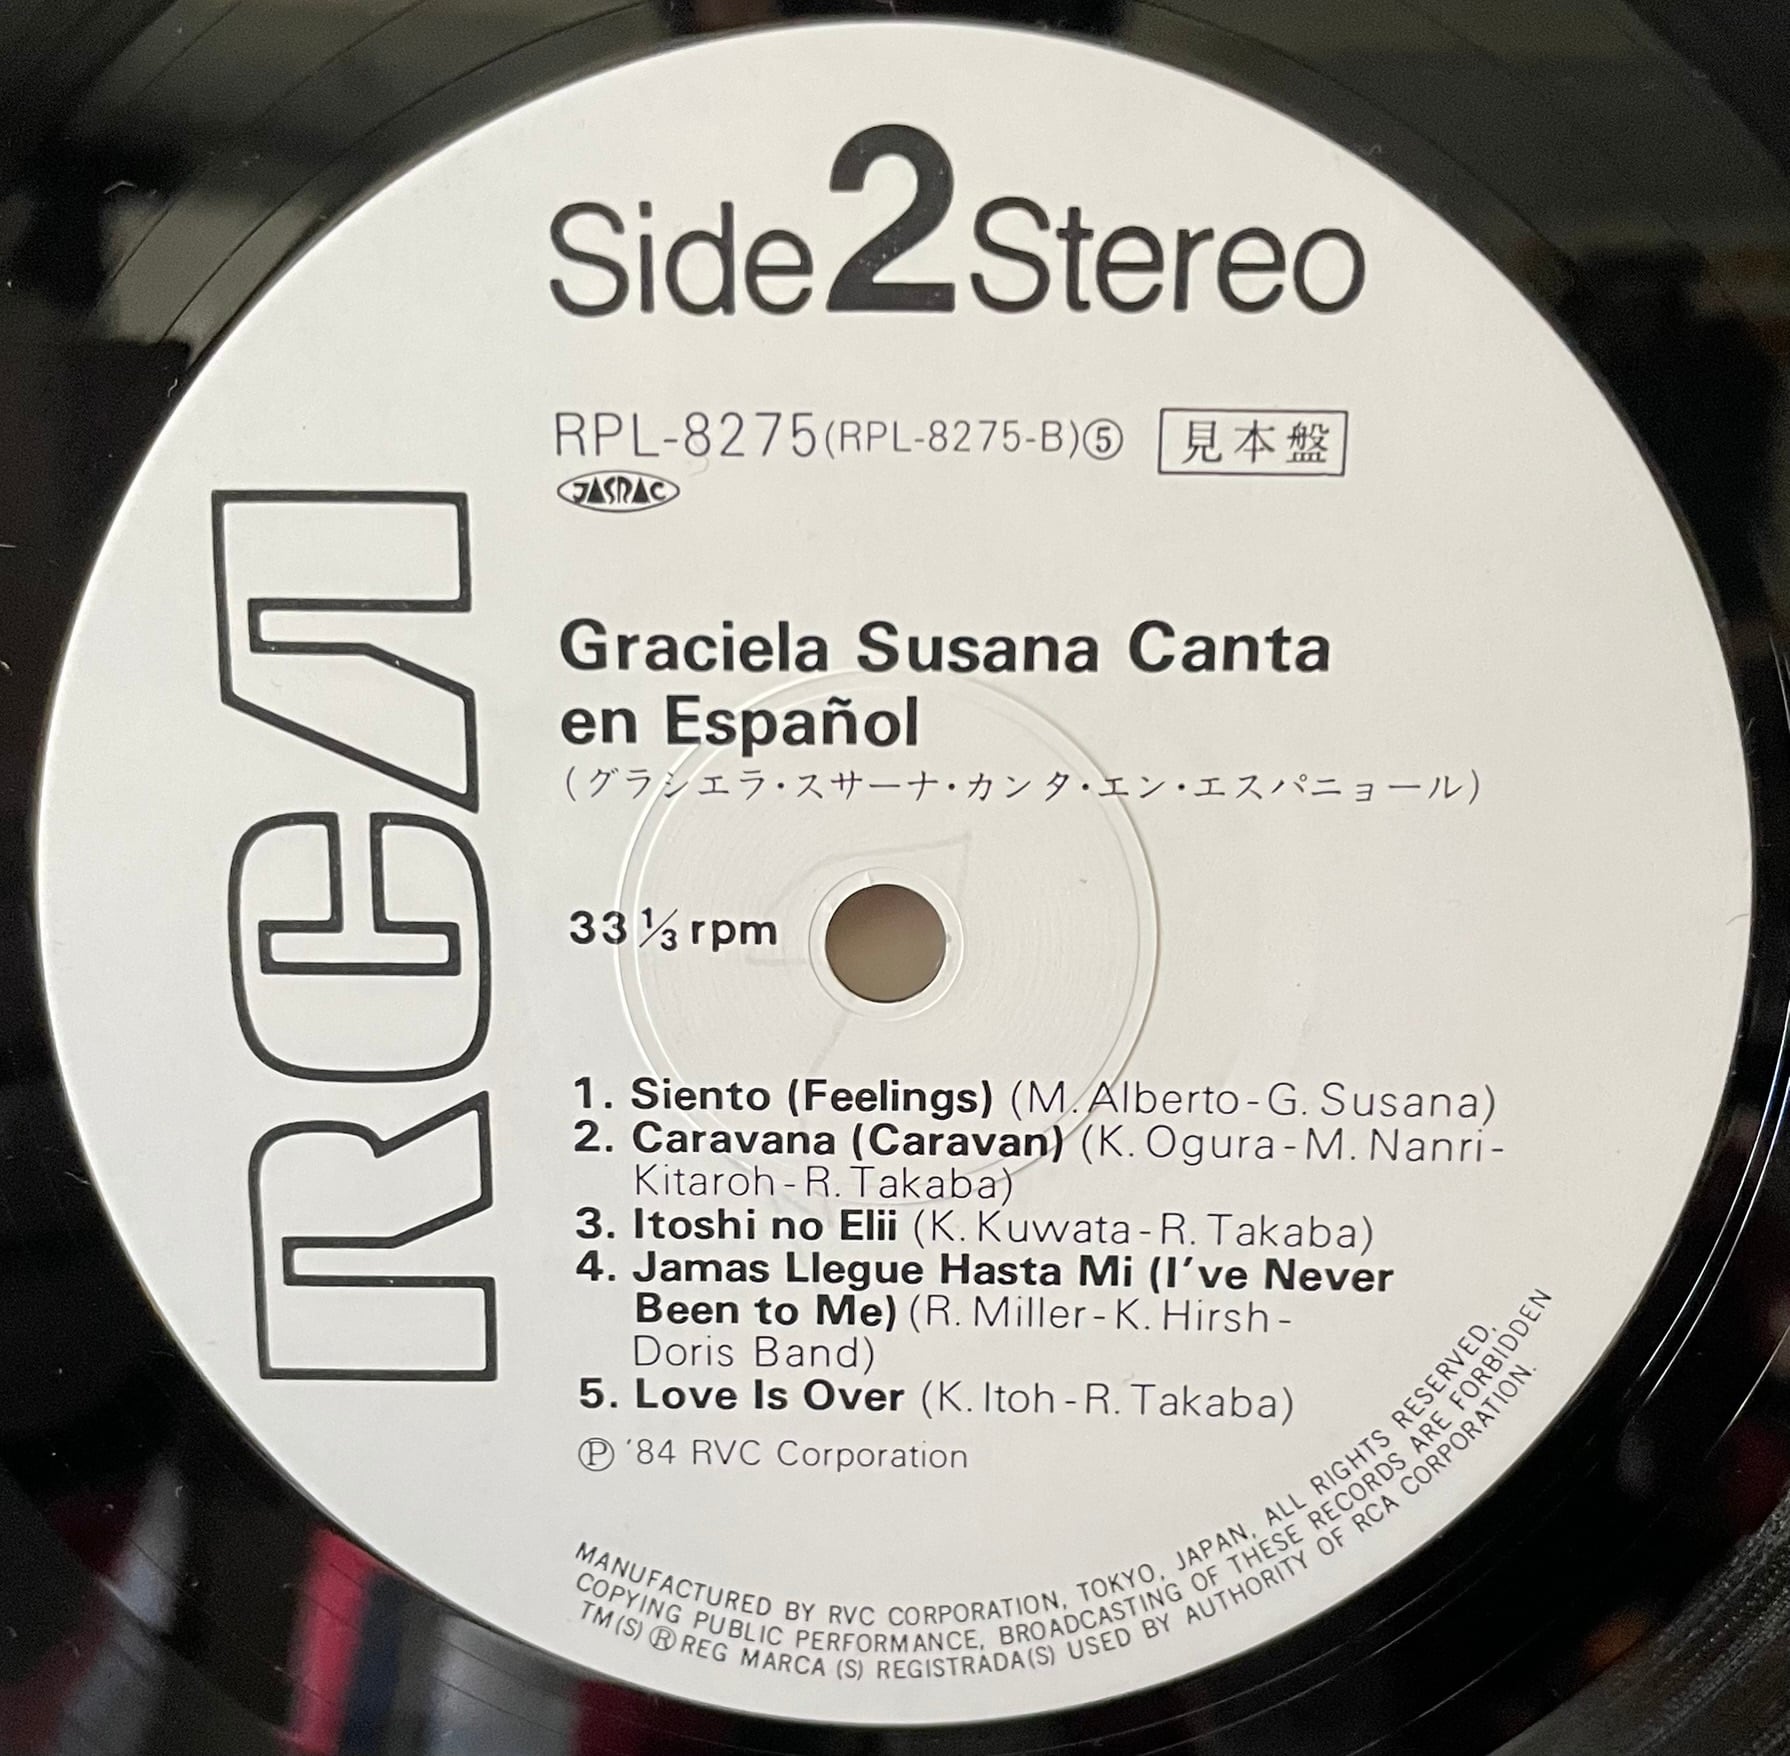 Side 2 Stereo
RPL-8275(RPL-8275-B)⑤ 見本盤
JASRAC
RCA
Graciela Susana Canta
en Español
(グラシエラ・スサーナ・カンタ・エン・エスパニョール)
33 1/3 rpm
1. Siento (Feelings) (M. Alberto-G. Susana)
2. Caravana (Caravan) (K. Ogura-M. Nanri-
Kitaroh-R. Takaba)
3. Itoshi no Elii (K. Kuwata-R. Takaba)
4. Jamas Llegue Hasta Mi (I've Never
Been to Me) (R. Miller-K. Hirsh-
Doris Band)
5. Love Is Over (K. Itoh-R. Takaba)
Ⓟ '84 RVC Corporation
MANUFACTURED BY RVC CORPORATION, TOKYO, JAPAN, ALL RIGHTS RESERVED,
COPYING PUBLIC PERFORMANCE, BROADCASTING OF THESE RECORDS ARE FORBIDDEN
TM(S) ® REG MARCA (S) REGISTRADA(S) USED BY AUTHORITY OF RCA CORPORATION.